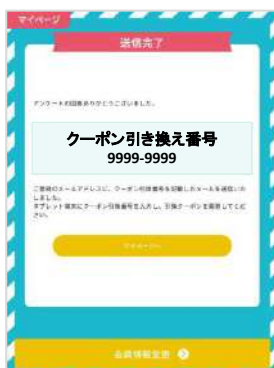 マイページ
送信完了
アンケートの回答ありがとうございました。
クーポン引き換え番号
9999-9999
ご登録のメールアドレスに、クーポン引換番号を記載したメールを送信いた
しました。
タブレット端末にクーポン引換番号を入力し、引換クーポンを発券してくだ
さい。
マイページへ
会員情報変更